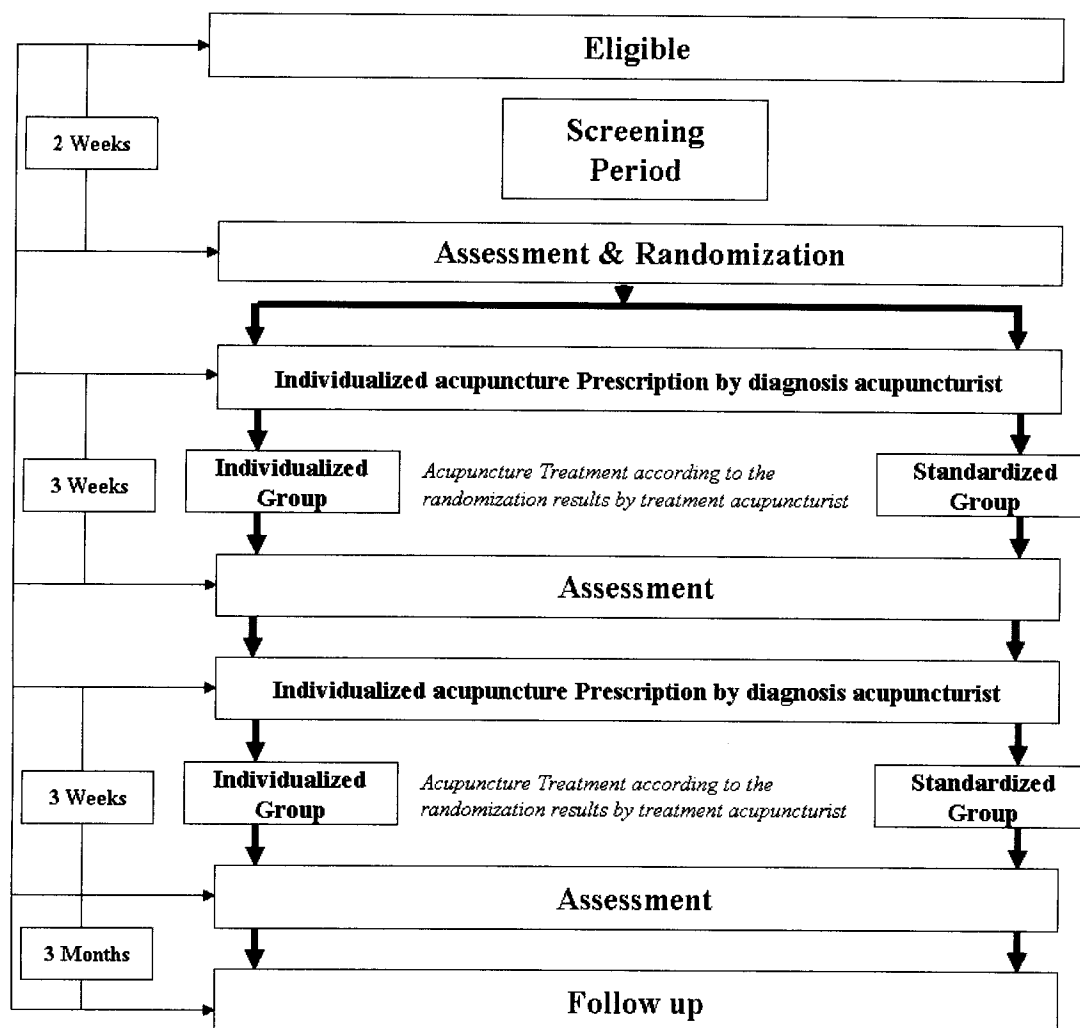 Eligible
2 Weeks
Screening
Period
Assessment & Randomization
Individualized acupuncture Prescription by diagnosis acupuncturist
3 Weeks
Individualized
Group
Acupuncture Treatment according to the
randomization results by treatment acupuncturist
Standardized
Group
Assessment
Individualized acupuncture Prescription by diagnosis acupuncturist
3 Weeks
Individualized
Group
Acupuncture Treatment according to the
randomization results by treatment acupuncturist
Standardized
Group
Assessment
3 Months
Follow up